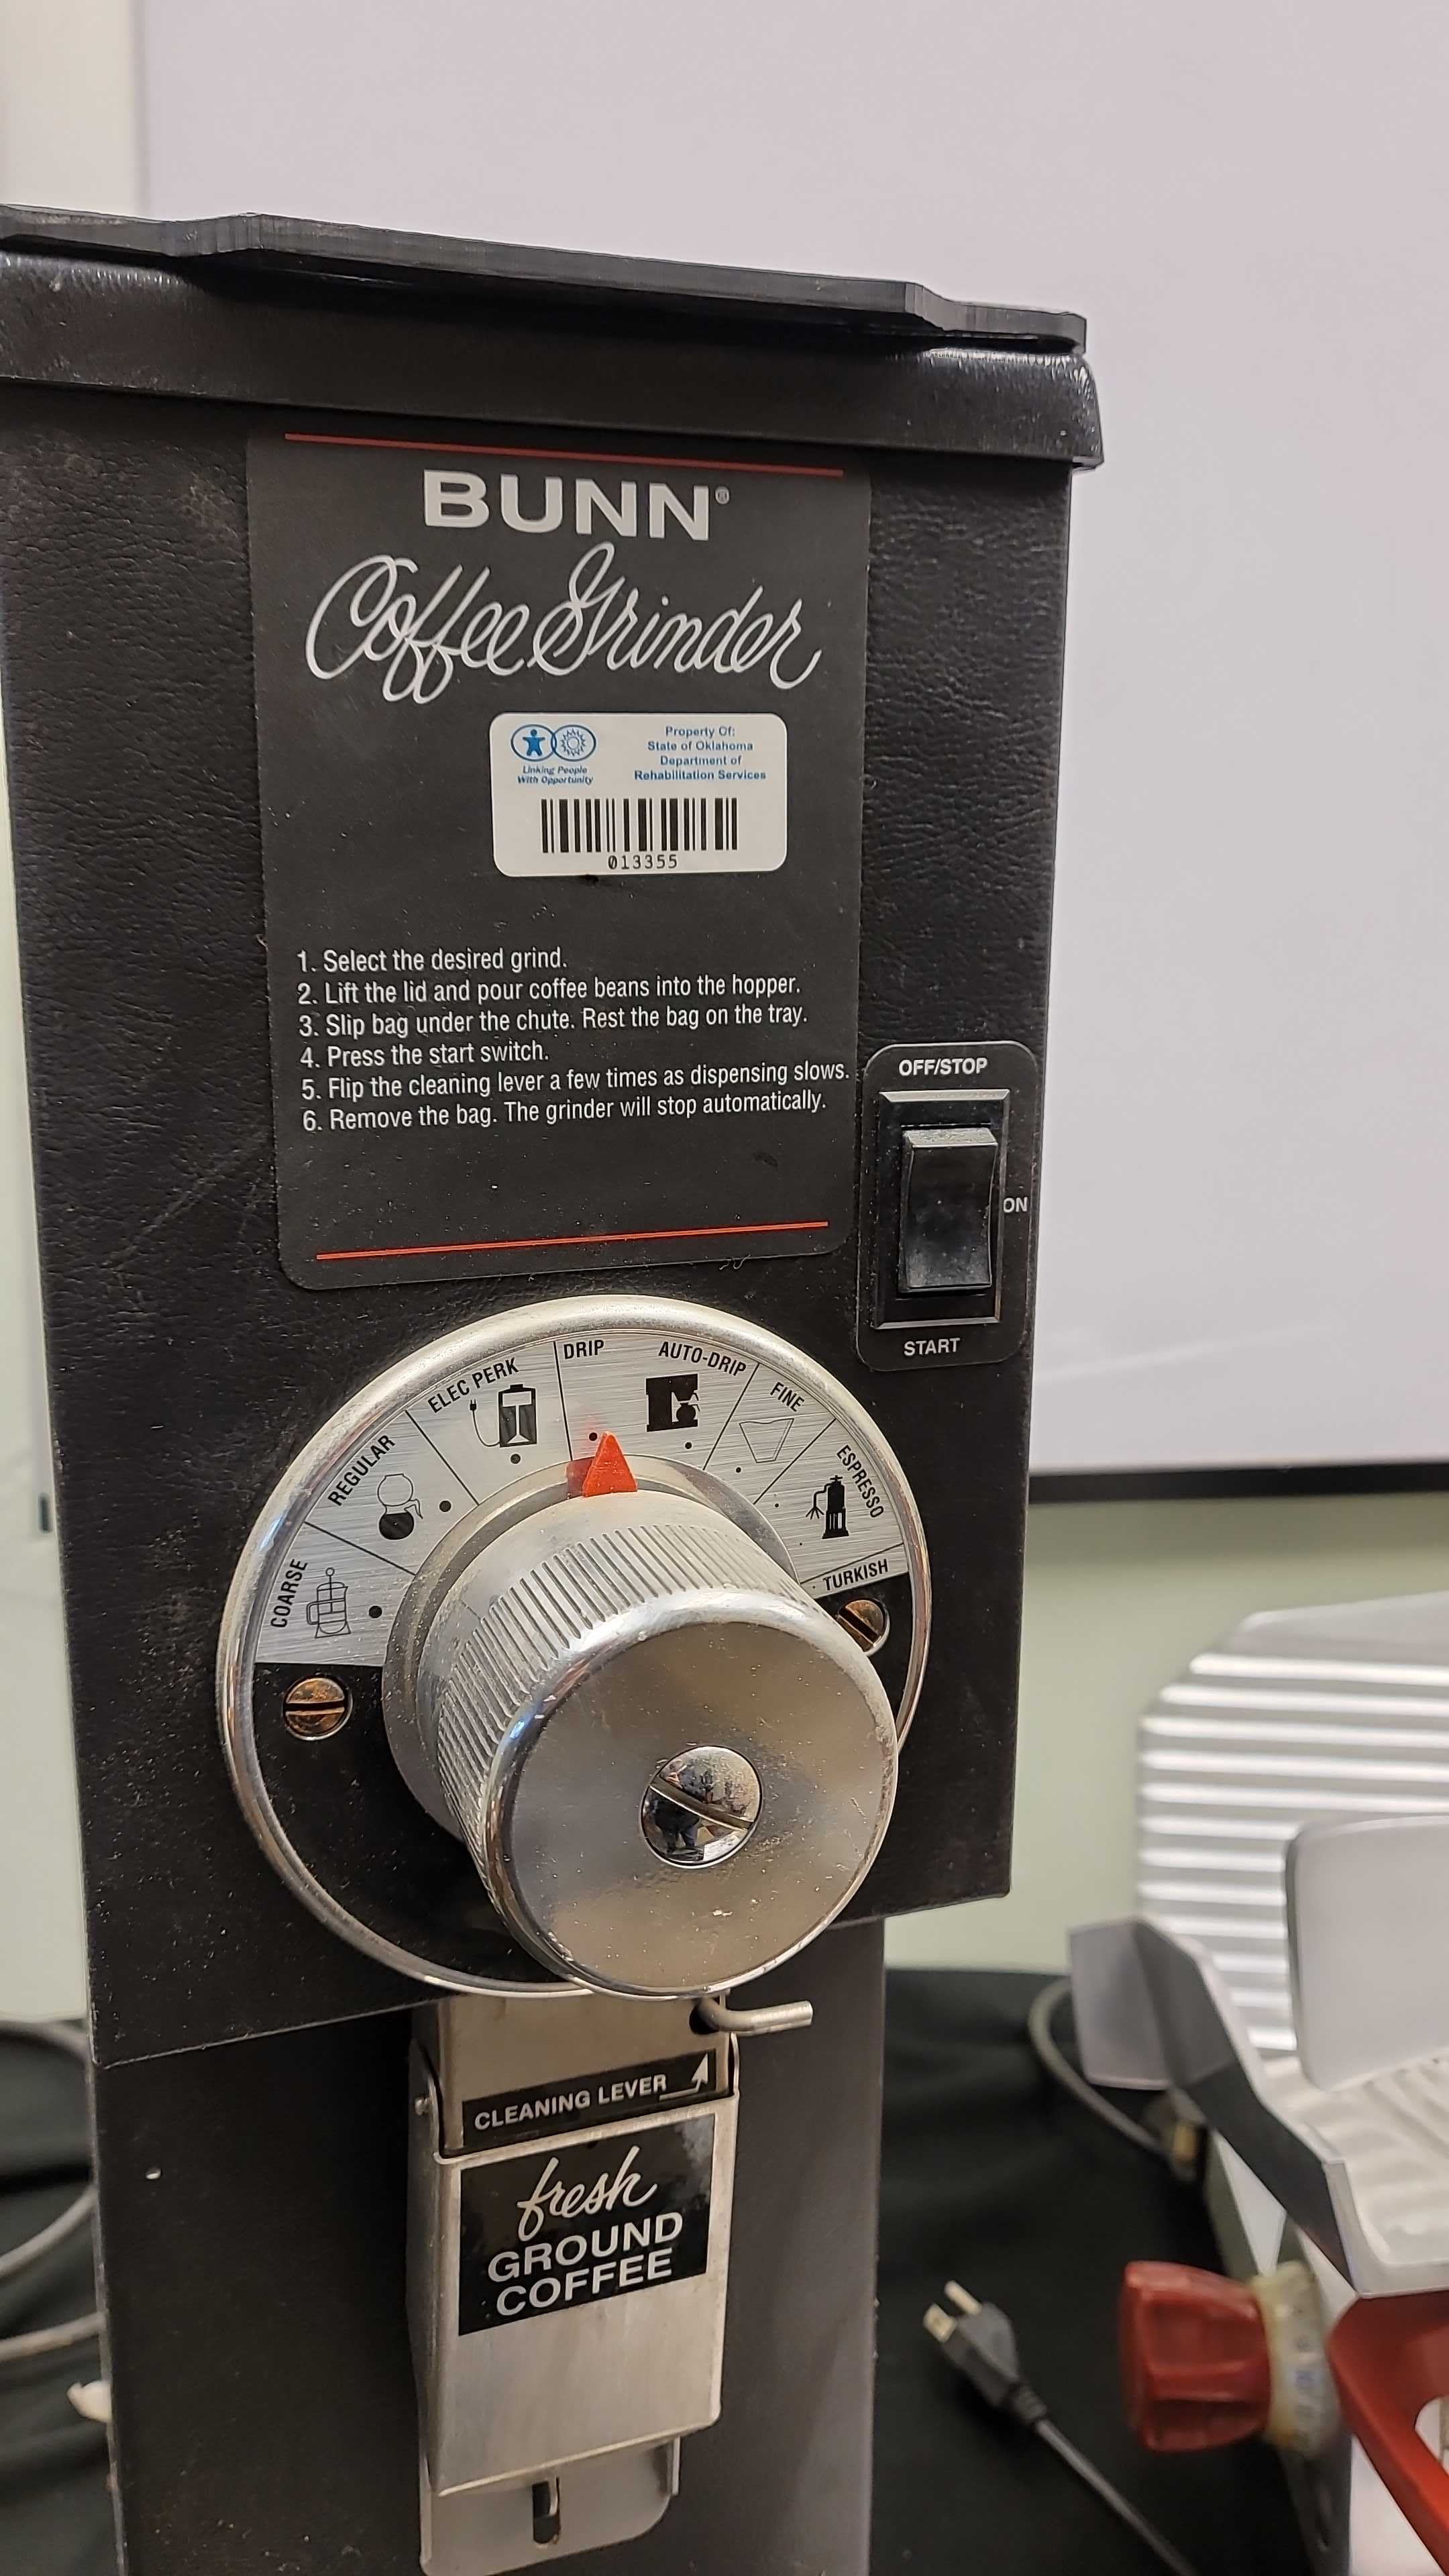 BUNN®
Coffee Grinder
Linking People
With Opportunity
Property Of:
State of Oklahoma
Department of
Rehabilitation Services
013355
1. Select the desired grind.
2. Lift the lid and pour coffee beans into the hopper.
3. Slip bag under the chute. Rest the bag on the tray.
4. Press the start switch.
5. Flip the cleaning lever a few times as dispensing slows.
6. Remove the bag. The grinder will stop automatically.
OFF/STOP
ON
START
COARSE
REGULAR
ELEC PERK
DRIP
AUTO-DRIP
FINE
ESPRESSO
TURKISH
CLEANING LEVER
fresh
GROUND
COFFEE